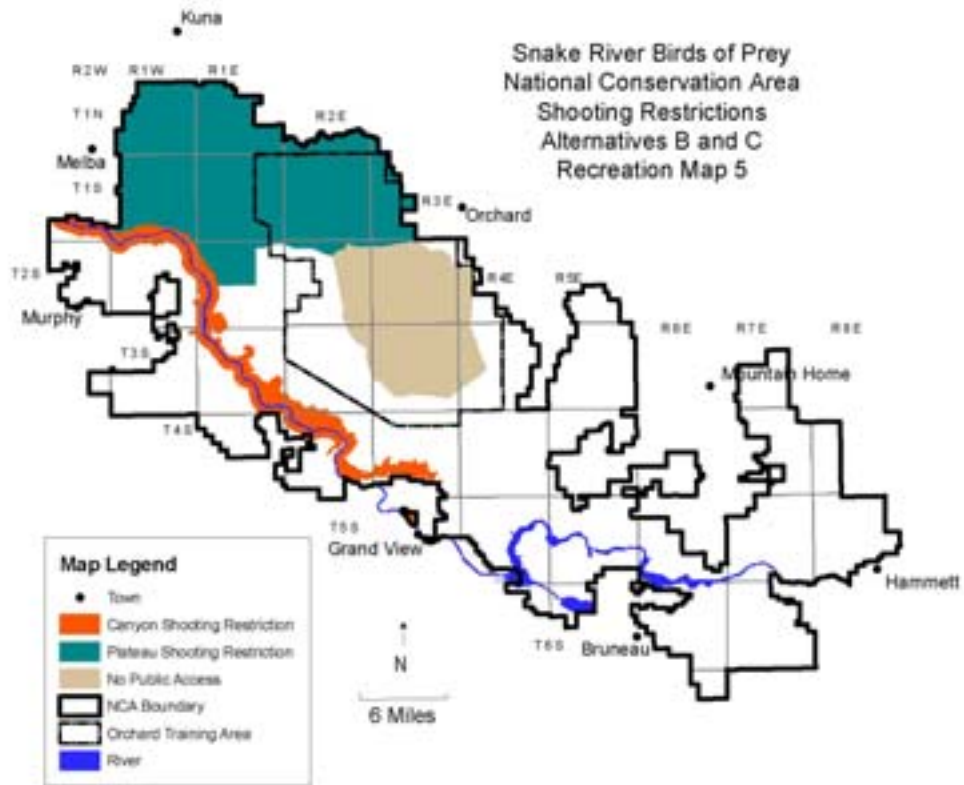 Kuna
Snake River Birds of Prey
National Conservation Area
Shooting Restrictions
Alternatives B and C
Recreation Map 5
R2W
R1W
R1E
T1N
R2E
Melba
T1S
R3E
Orchard
T2S
R4E
R5E
Murphy
R6E
R7E
R8E
T3S
Mountain Home
T4S
T5S
Grand View
Hammett
T6S
Bruneau
N
6 Miles
Map Legend
Town
Canyon Shooting Restriction
Plateau Shooting Restriction
No Public Access
NCA Boundary
Orchard Training Area
River